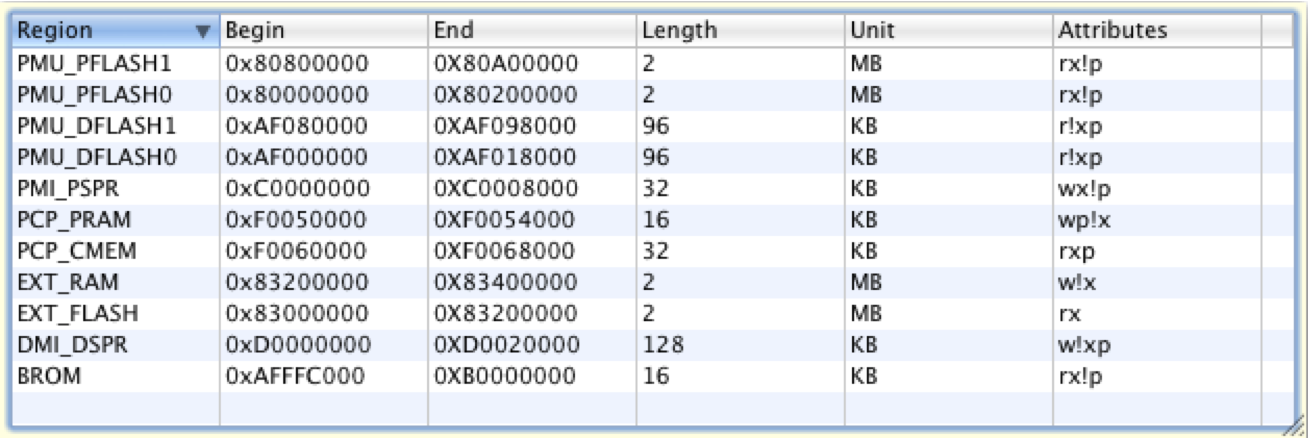 Region Begin End Length Unit Attributes
PMU_PFLASH1 0x80800000 0X80A00000 2 MB rx!p
PMU_PFLASH0 0x80000000 0X80200000 2 MB rx!p
PMU_DFLASH1 0xAF080000 0XAF098000 96 KB r!xp
PMU_DFLASH0 0xAF000000 0XAF018000 96 KB r!xp
PMI_PSPR 0xC0000000 0XC0008000 32 KB wx!p
PCP_PRAM 0xF0050000 0XF0054000 16 KB wp!x
PCP_CMEM 0xF0060000 0XF0068000 32 KB rxp
EXT_RAM 0x83200000 0X83400000 2 MB w!x
EXT_FLASH 0x83000000 0X83200000 2 MB rx
DMI_DSPR 0xD0000000 0XD0020000 128 KB w!xp
BROM 0xAFFFC000 0XB0000000 16 KB rx!p